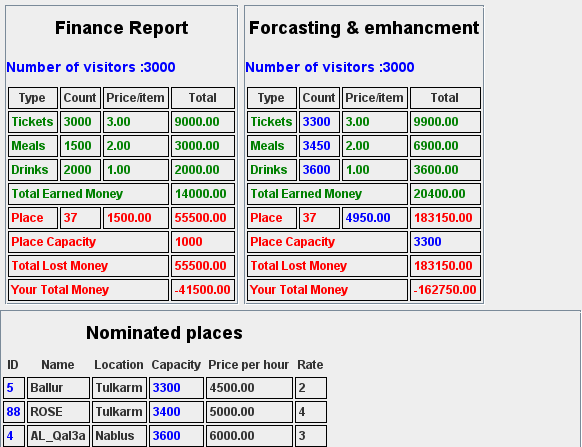 Finance Report
Number of visitors :3000
Type Count Price/item Total
Tickets 3000 3.00 9000.00
Meals 1500 2.00 3000.00
Drinks 2000 1.00 2000.00
Total Earned Money 14000.00
Place 37 1500.00 55500.00
Place Capacity 1000
Total Lost Money 55500.00
Your Total Money -41500.00
Forcasting & emhancment
Number of visitors :3000
Type Count Price/item Total
Tickets 3300 3.00 9900.00
Meals 3450 2.00 6900.00
Drinks 3600 1.00 3600.00
Total Earned Money 20400.00
Place 37 4950.00 183150.00
Place Capacity 3300
Total Lost Money 183150.00
Your Total Money -162750.00
Nominated places
ID Name Location Capacity Price per hour Rate
5 Ballur Tulkarm 3300 4500.00 2
88 ROSE Tulkarm 3400 5000.00 4
4 AL_Qal3a Nablus 3600 6000.00 3